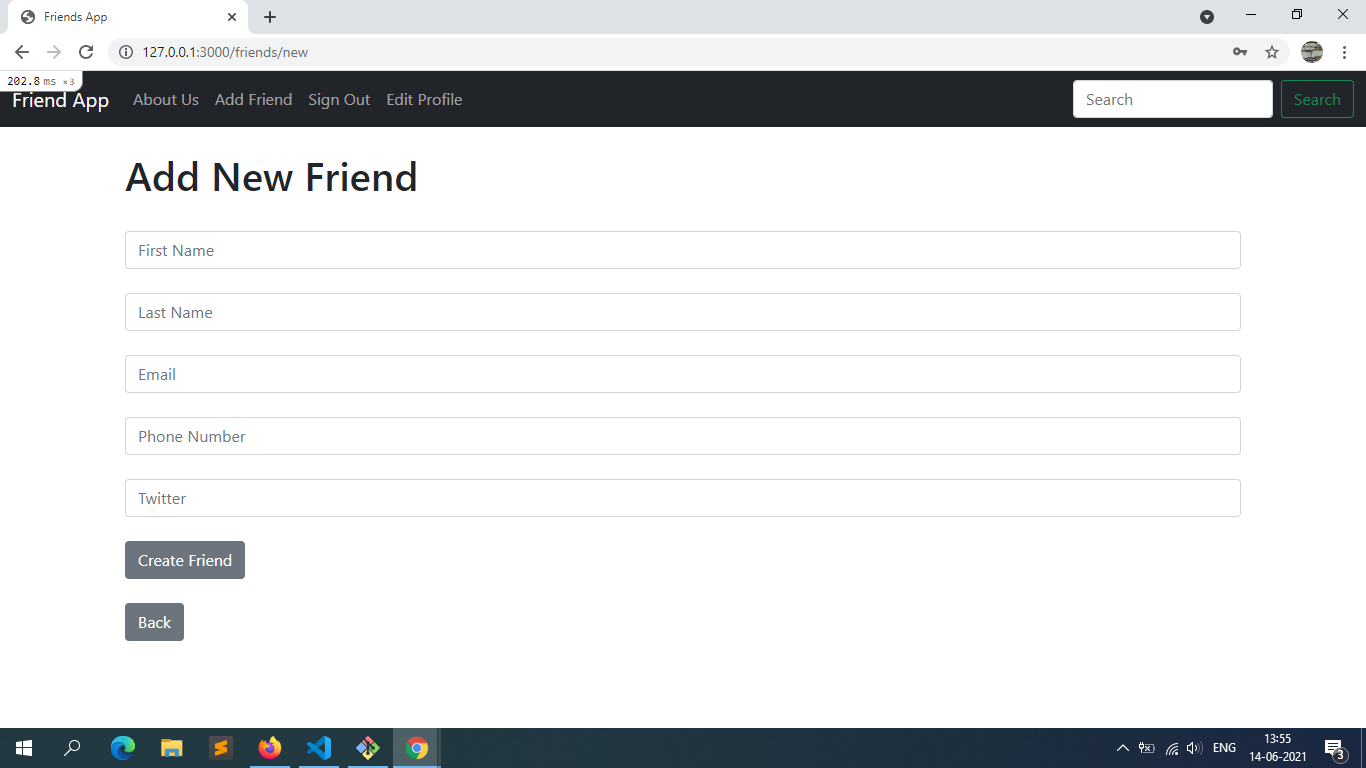 Friends App
127.0.0.1:3000/friends/new
202.8 ms ×3
Friend App About Us Add Friend Sign Out Edit Profile Search Search
Add New Friend
First Name
Last Name
Email
Phone Number
Twitter
Create Friend
Back
ENG
13:55
14-06-2021
3